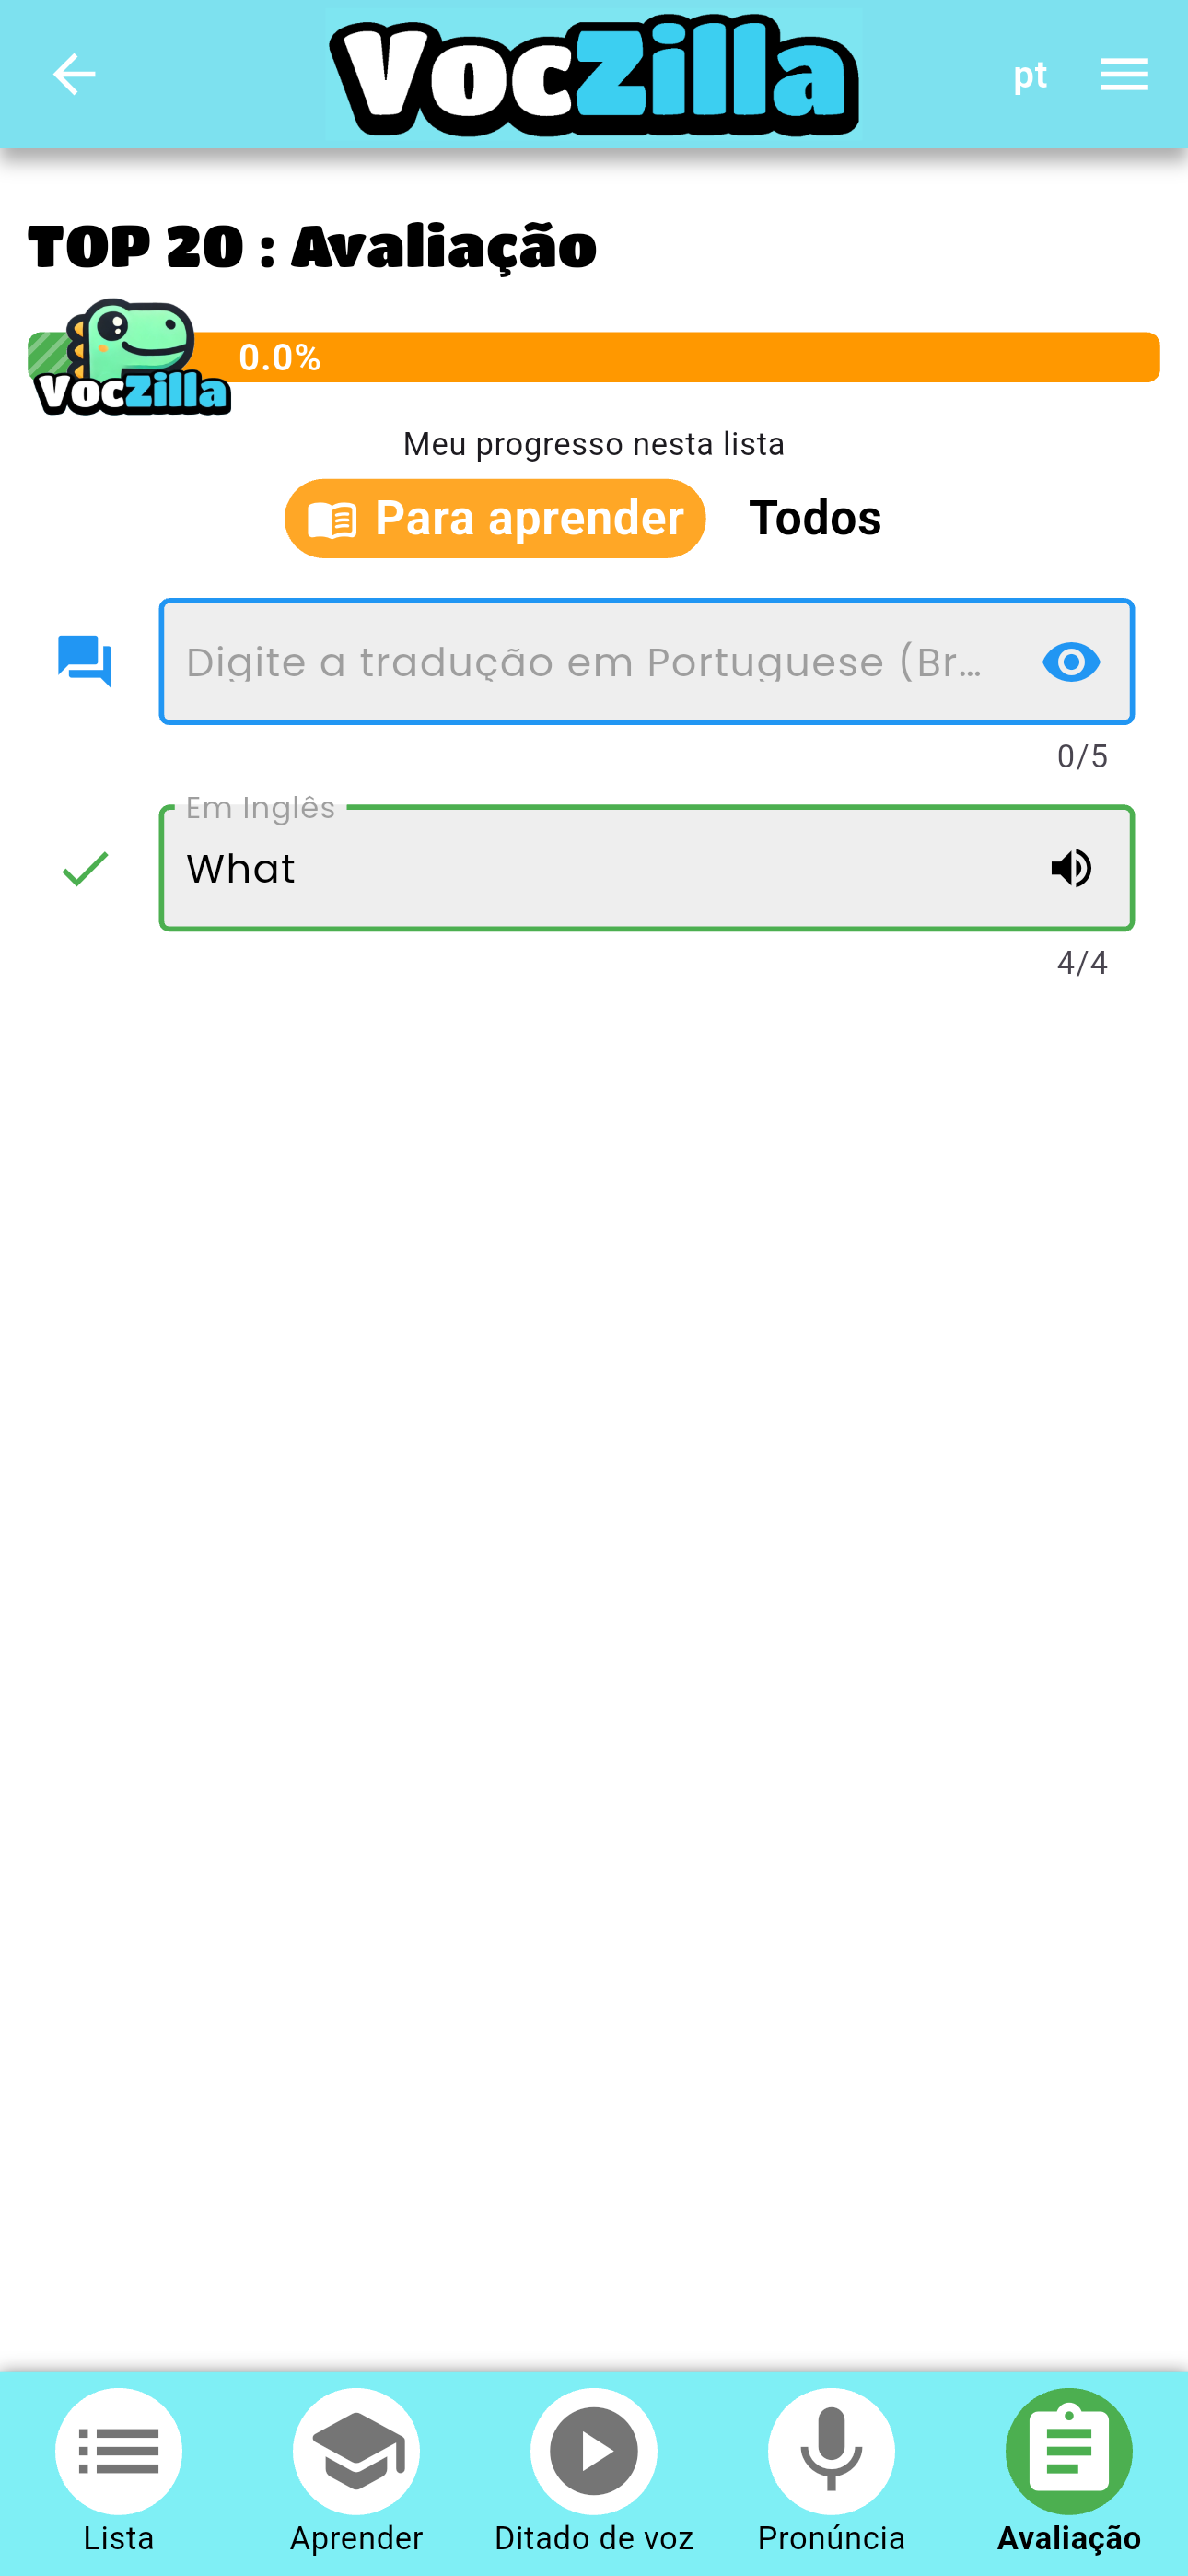 VocZilla
pt
TOP 20 : Avaliação
0.0%
VocZilla
Meu progresso nesta lista
Para aprender
Todos
Digite a tradução em Portuguese (Br...
0/5
Em Inglês
What
4/4
Lista
Aprender
Ditado de voz
Pronúncia
Avaliação